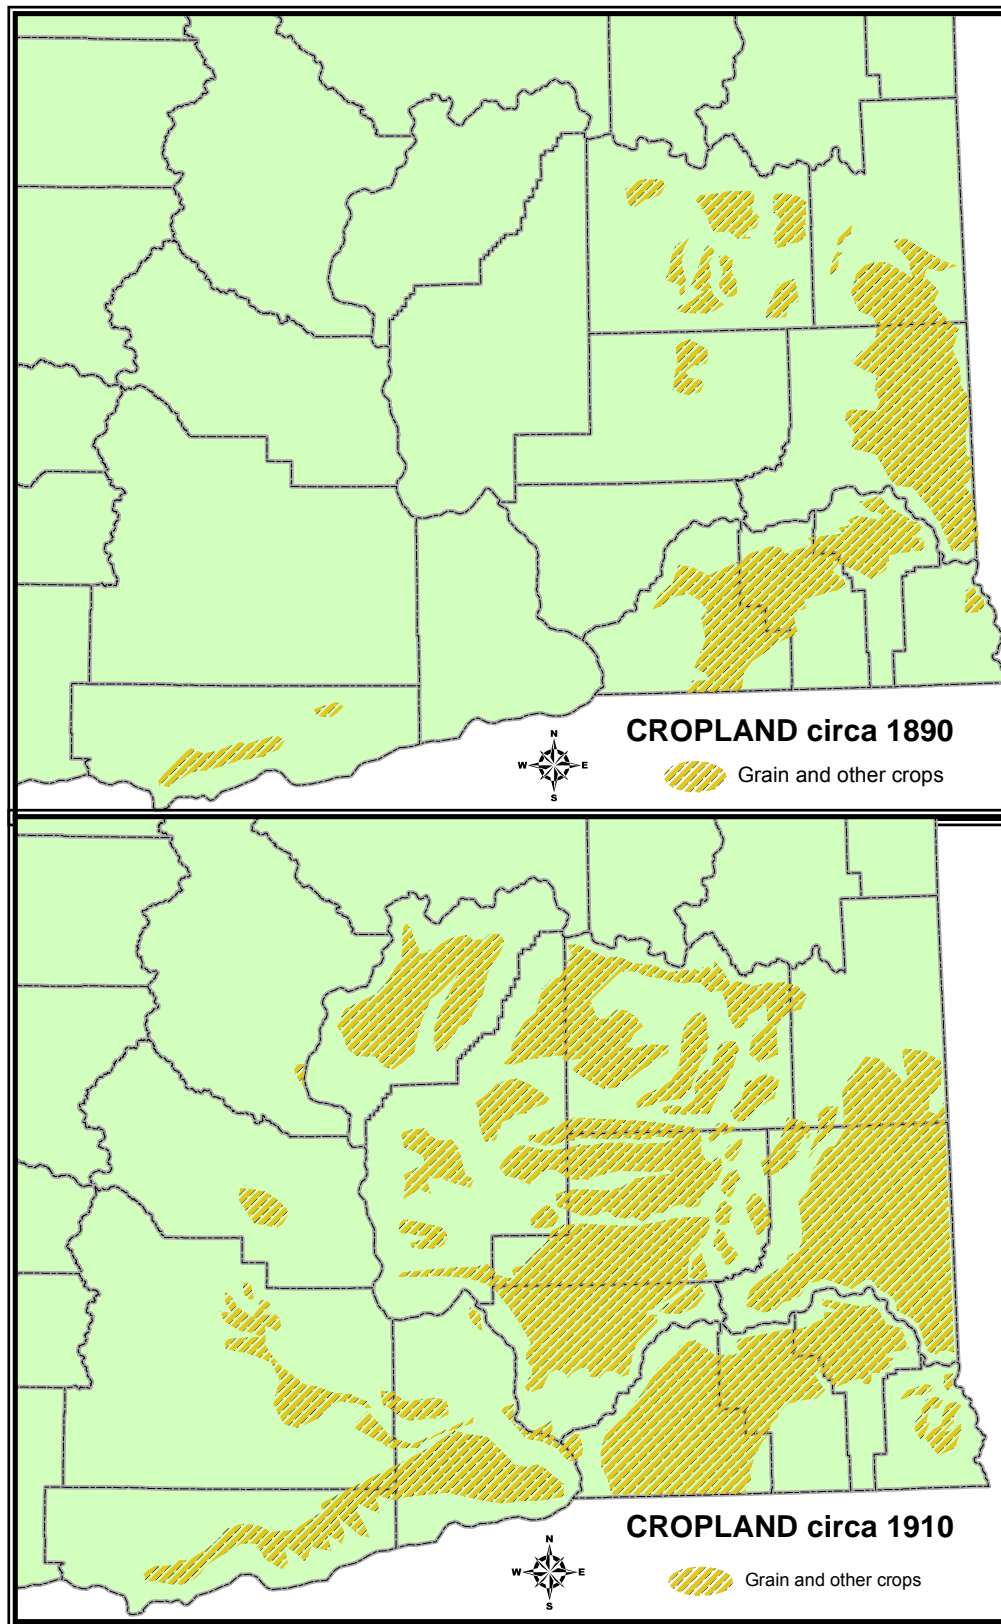 N
W E
S
CROPLAND circa 1890
Grain and other crops
N
W E
S
CROPLAND circa 1910
Grain and other crops